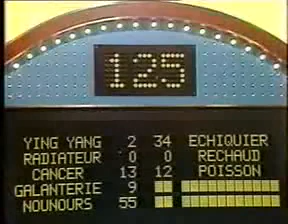 125
YING YANG 2 34 ECHIQUIER
RADIATEUR 0 0 RECHAUD
CANCER 13 12 POISSON
GALANTERIE 9
NOUNOURS 55